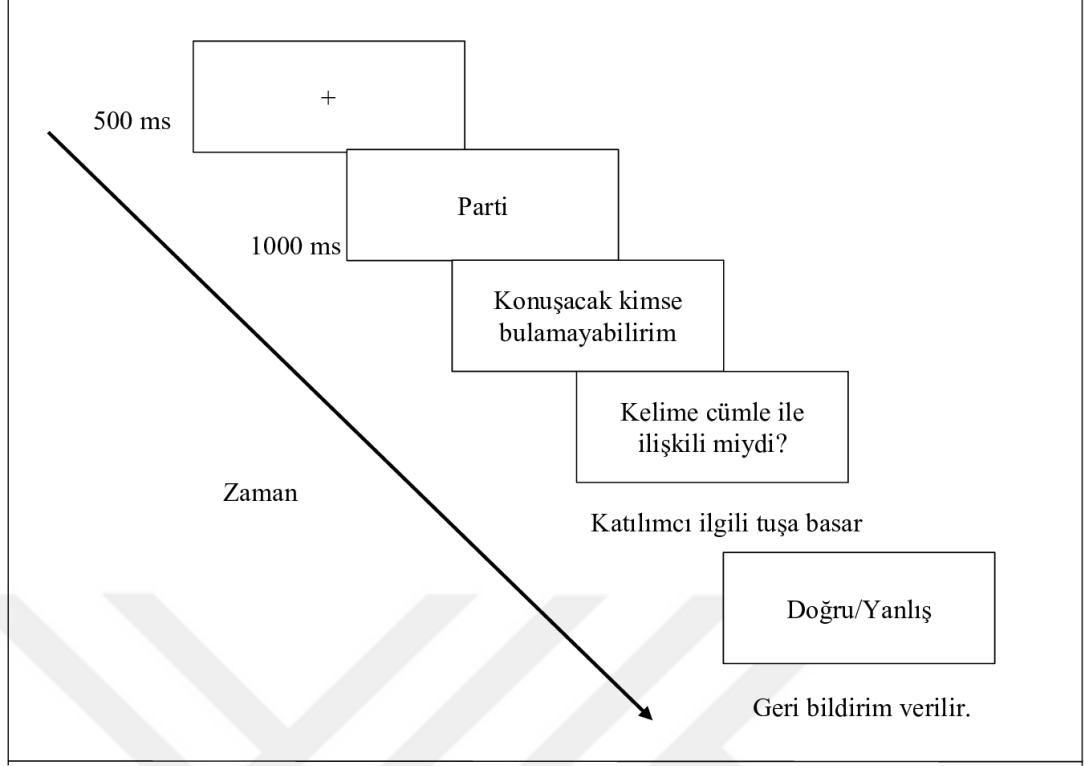 +
500 ms
Parti
1000 ms
Konuşacak kimse
bulamayabilirim
Kelime cümle ile
ilişkili miydi?
Zaman
Katılımcı ilgili tuşa basar
Doğru/Yanlış
Geri bildirim verilir.